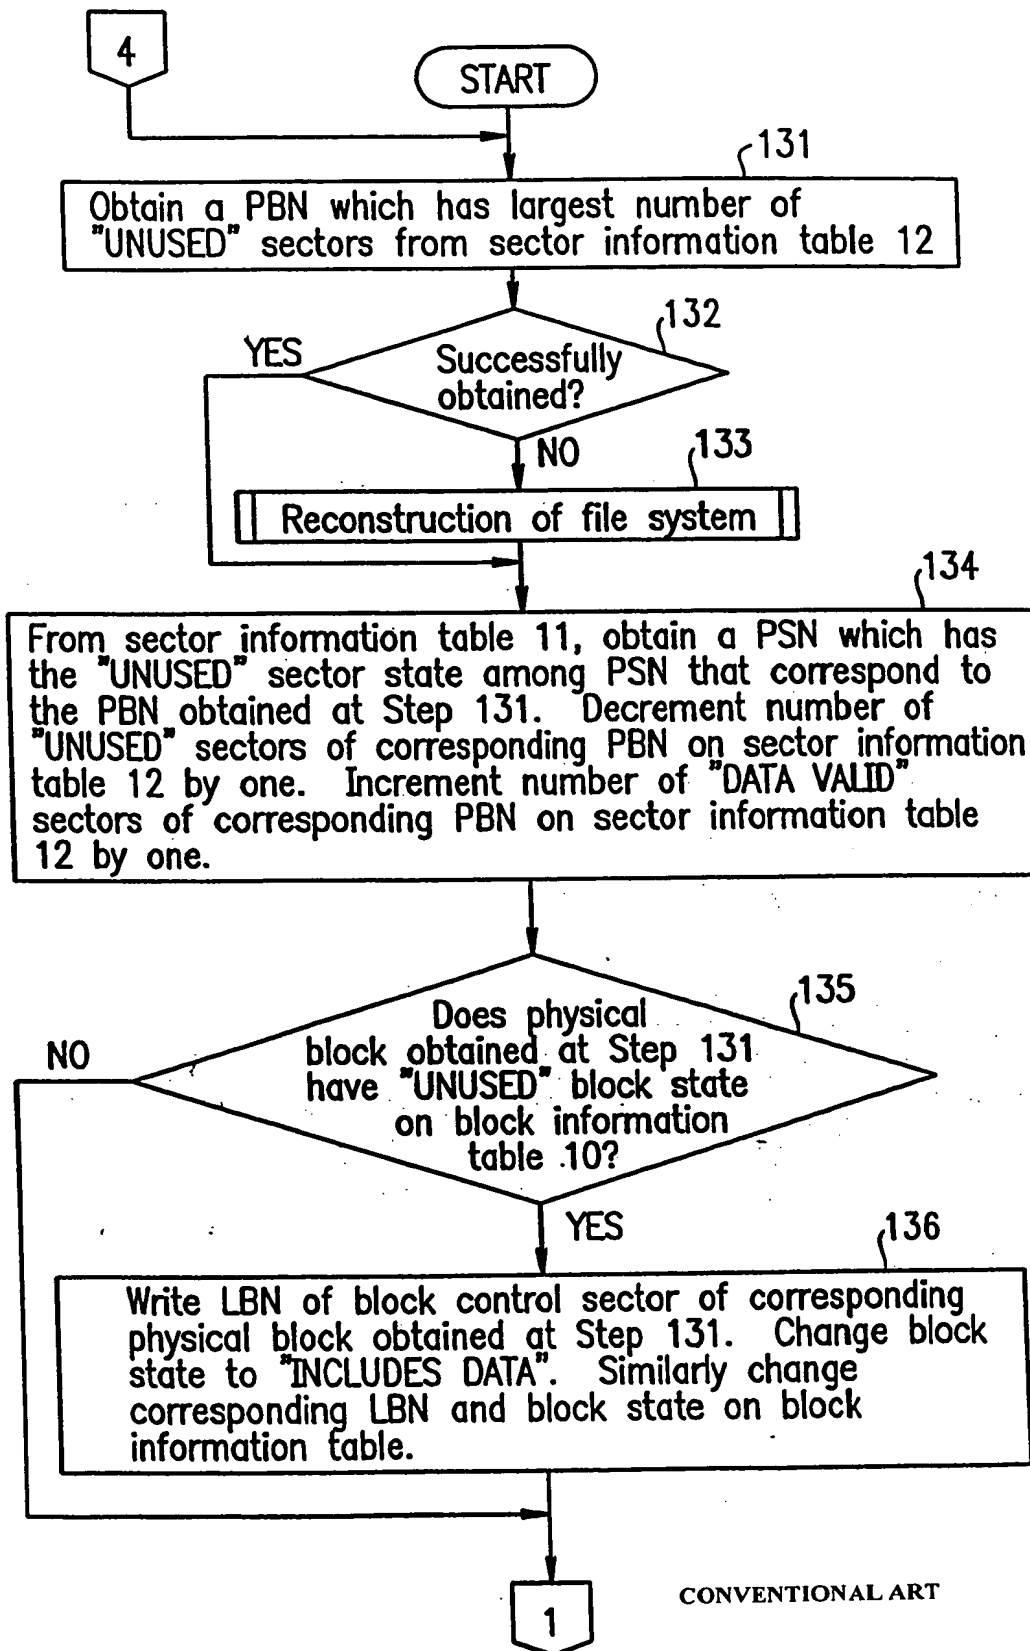 4
START
131
Obtain a PBN which has largest number of
"UNUSED" sectors from sector information table 12
132
YES
Successfully
obtained?
NO
133
Reconstruction of file system
134
From sector information table 11, obtain a PSN which has
the "UNUSED" sector state among PSN that correspond to
the PBN obtained at Step 131. Decrement number of
"UNUSED" sectors of corresponding PBN on sector information
table 12 by one. Increment number of "DATA VALID"
sectors of corresponding PBN on sector information table
12 by one.
135
NO
Does physical
block obtained at Step 131
have "UNUSED" block state
on block information
table 10?
YES
136
Write LBN of block control sector of corresponding
physical block obtained at Step 131. Change block
state to "INCLUDES DATA". Similarly change
corresponding LBN and block state on block
information table.
1
CONVENTIONAL ART